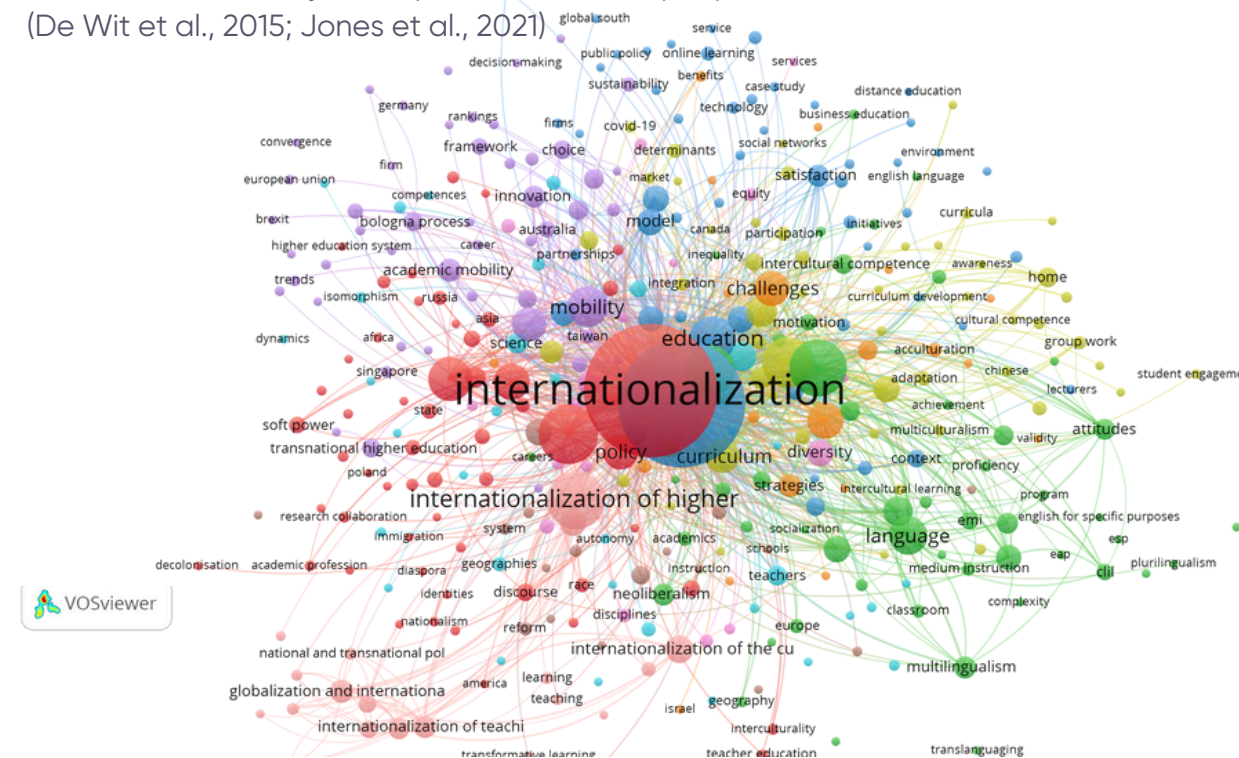 (De Wit et al., 2015; Jones et al., 2021)
global south
service
public policy
online learning
decision-making
services
sustainability
benefits
case study
distance education
germany
technology
business education
rankings
firms
covid-19
convergence
framework
choice
determinants
social networks
environment
firm
european union
market
satisfaction
english language
competences
innovation
equity
brexit
bologna process
australia
model
canada
participation
initiatives
curricula
higher education system
career
partnerships
inequality
intercultural competence
awareness
trends
academic mobility
integration
challenges
home
isomorphism
russia
mobility
curriculum development
asia
motivation
cultural competence
dynamics
africa
science
taiwan
education
group work
singapore
acculturation
chinese
student engageme
internationalization
adaptation
lecturers
state
achievement
soft power
multiculturalism
validity
attitudes
transnational higher education
careers
policy
curriculum
diversity
context
proficiency
poland
strategies
intercultural learning
program
internationalization of higher
research collaboration
system
socialization
language
emi
english for specific purposes
immigration
autonomy
academics
schools
esp
decolonisation
academic profession
diaspora
geographies
instruction
teachers
medium instruction
eap
clil
plurilingualism
identities
discourse
race
neoliberalism
VOSviewer
disciplines
classroom
complexity
nationalism
reform
europe
national and transnational pol
internationalization of the cu
multilingualism
globalization and internationa
america
learning
teaching
israel
geography
internationalization of teachi
interculturality
transformative learning
teacher education
translanguaging